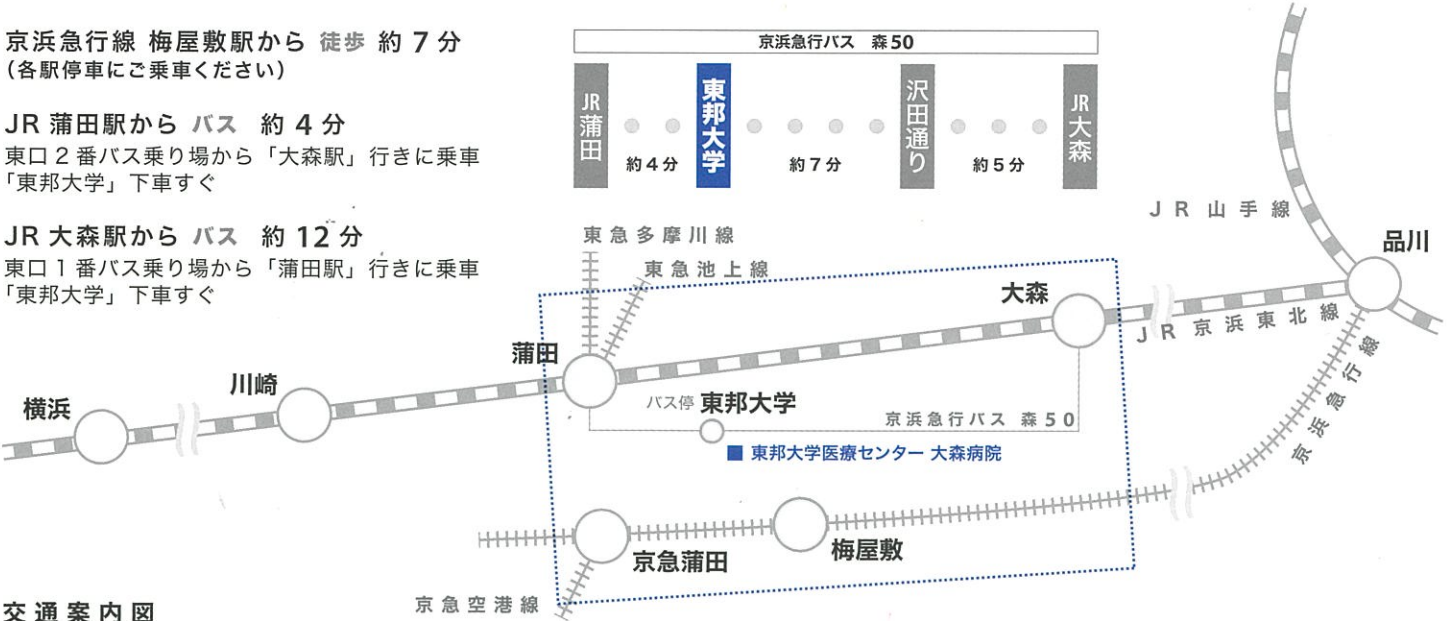 京浜急行線 梅屋敷駅から 徒歩 約 7 分
（各駅停車にご乗車ください）
JR 蒲田駅から バス 約 4 分
東口 2 番バス乗り場から「大森駅」行きに乗車
「東邦大学」下車すぐ
JR 大森駅から バス 約 12 分
東口 1 番バス乗り場から「蒲田駅」行きに乗車
「東邦大学」下車すぐ
京浜急行バス 森50
JR蒲田
約4分
東邦大学
約7分
沢田通り
約5分
JR大森
東急多摩川線
東急池上線
JR山手線
品川
大森
JR京浜東北線
京浜急行線
蒲田
川崎
横浜
バス停 東邦大学
京浜急行バス 森50
■ 東邦大学医療センター 大森病院
京急蒲田
梅屋敷
京急空港線
交通案内図